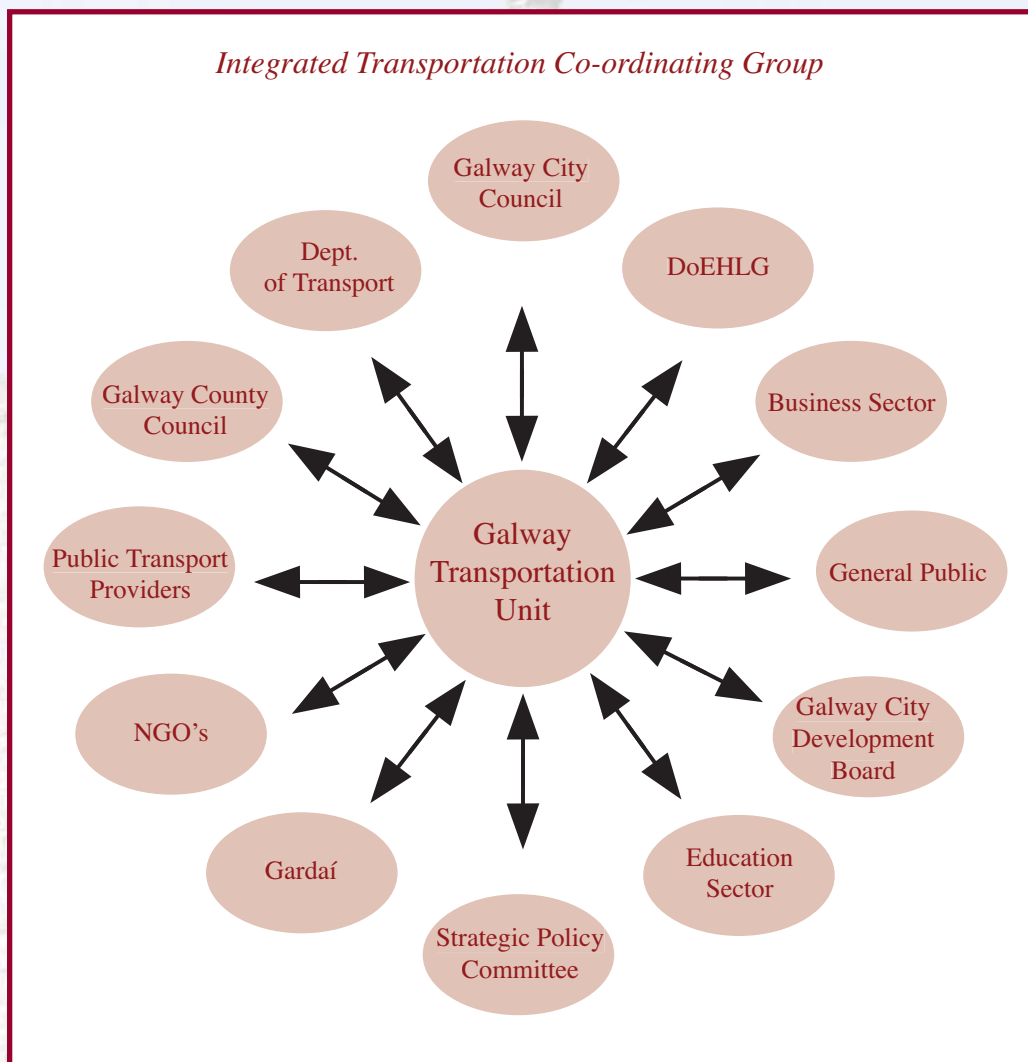 Integrated Transportation Co-ordinating Group
Galway City
Council
DoEHLG
Business Sector
General Public
Galway City
Development
Board
Education
Sector
Strategic Policy
Committee
Gardaí
NGO’s
Public Transport
Providers
Galway County
Council
Dept.
of Transport
Galway
Transportation
Unit